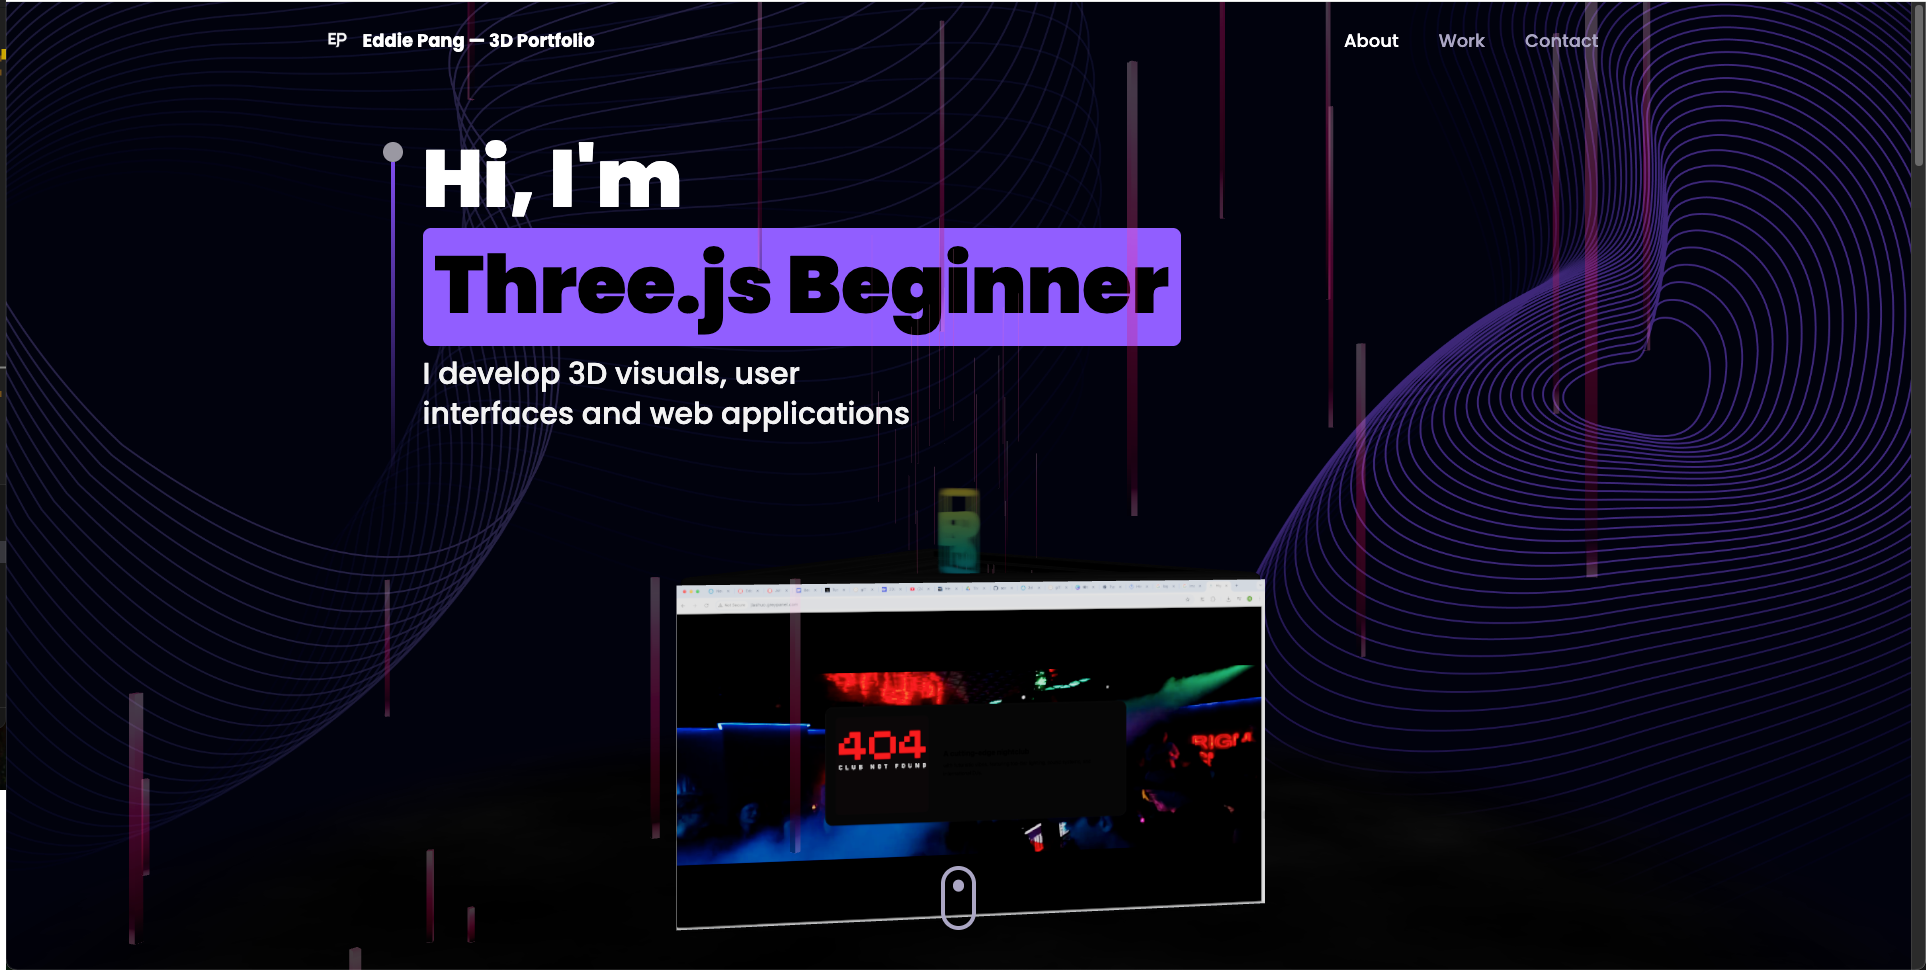 EP Eddie Pang — 3D Portfolio
About Work Contact
Hi, I'm
Three.js Beginner
I develop 3D visuals, user
interfaces and web applications
404
CLUB NOT FOUND